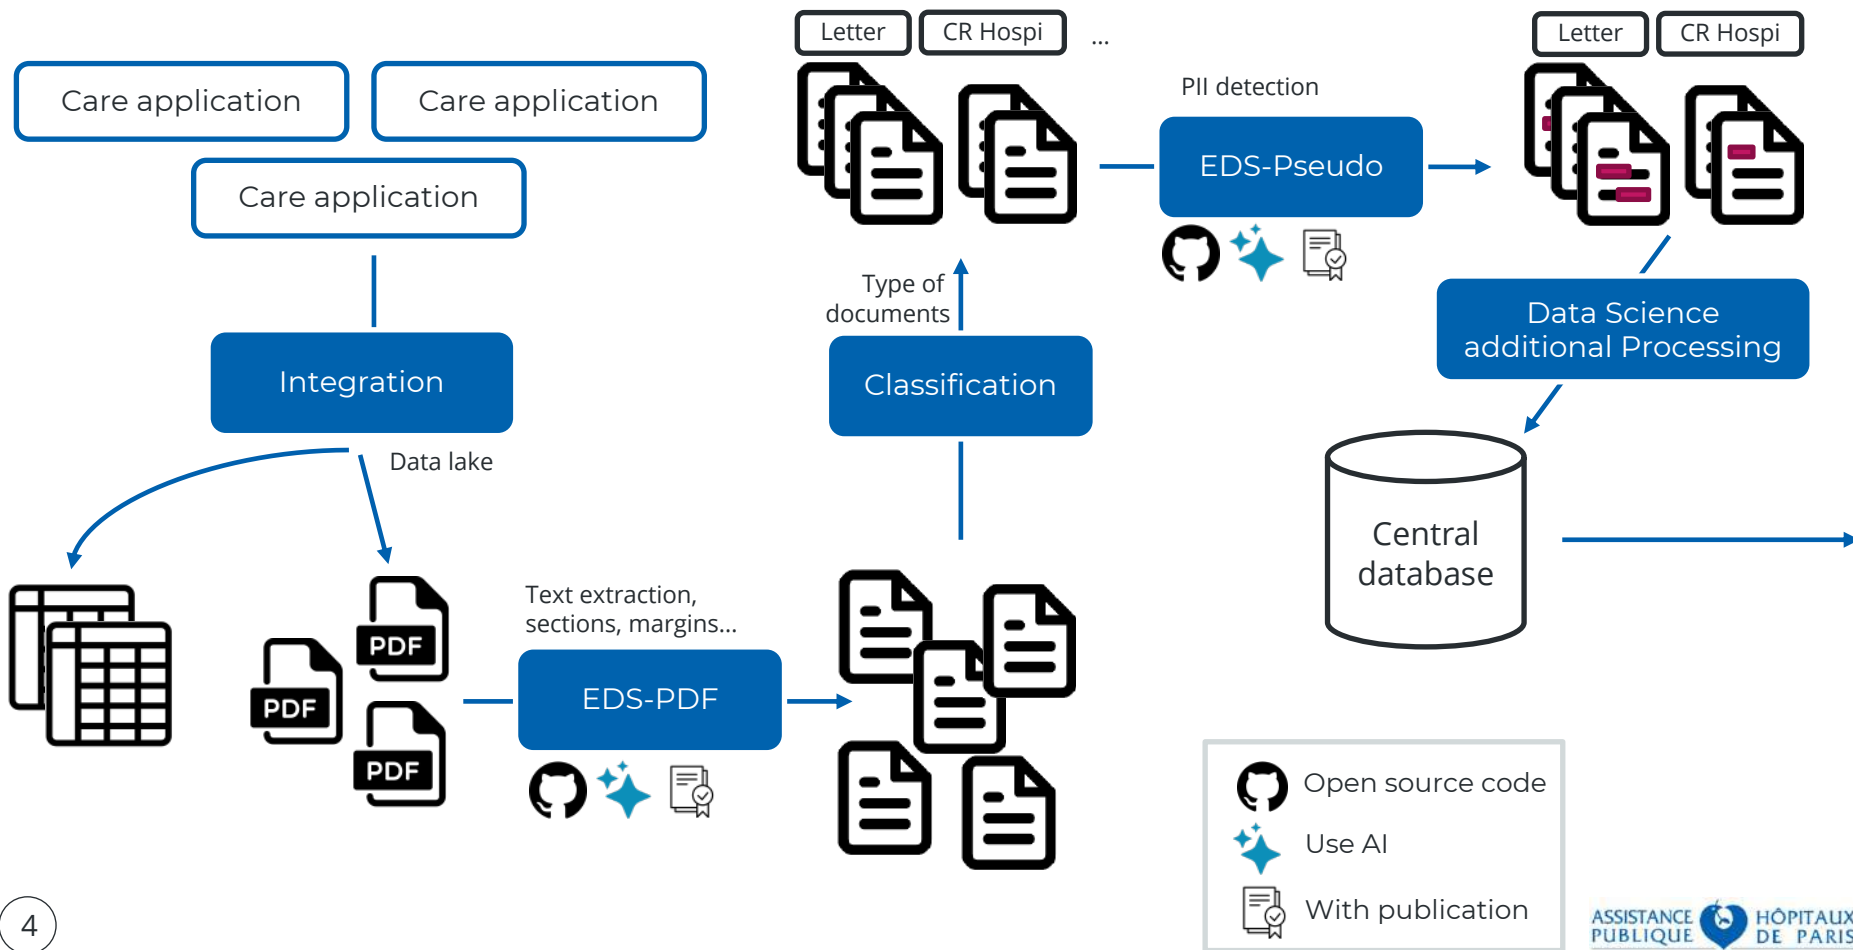 Care application
Care application
Care application
Integration
Data lake
PDF
PDF
PDF
Text extraction,
sections, margins...
EDS-PDF
Type of
documents
Classification
Letter
CR Hospi
...
PII detection
EDS-Pseudo
Letter
CR Hospi
Data Science
additional Processing
Central
database
Open source code
Use AI
With publication
4
ASSISTANCE
PUBLIQUE
HÔPITAUX
DE PARIS